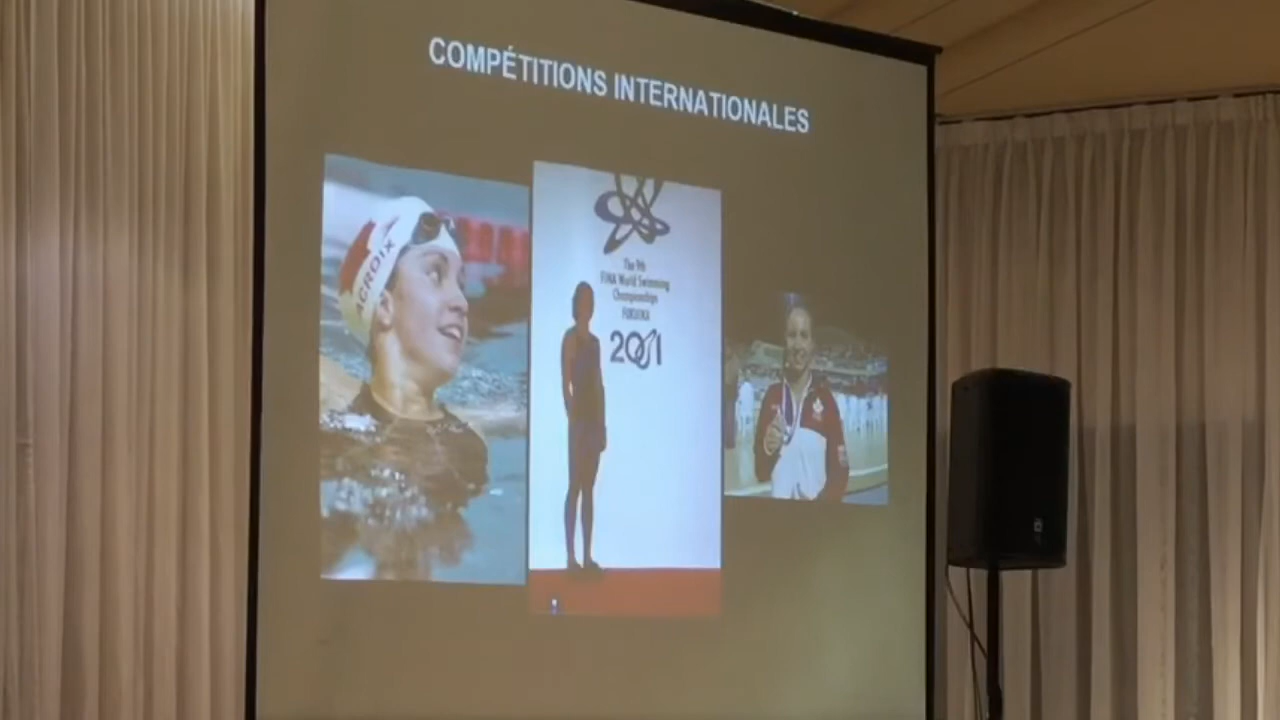 COMPÉTITIONS INTERNATIONALES
ACROIX
The 9th
FINA World Swimming
Championships
FUKUOKA
2001